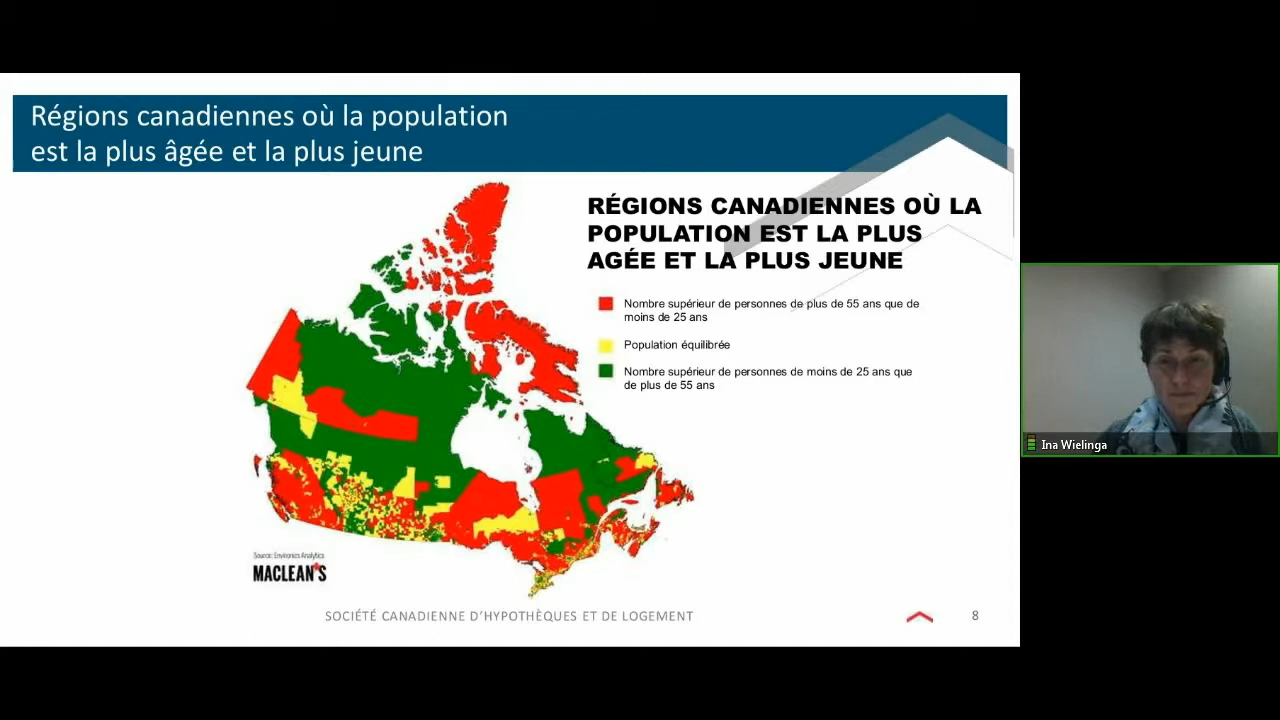 Régions canadiennes où la population
est la plus âgée et la plus jeune
RÉGIONS CANADIENNES OÙ LA
POPULATION EST LA PLUS
AGÉE ET LA PLUS JEUNE
Nombre supérieur de personnes de plus de 55 ans que de
moins de 25 ans
Population équilibrée
Nombre supérieur de personnes de moins de 25 ans que
de plus de 55 ans
Source: Environics Analytics
MACLEAN'S
SOCIÉTÉ CANADIENNE D'HYPOTHÈQUES ET DE LOGEMENT
8
Ina Wielinga